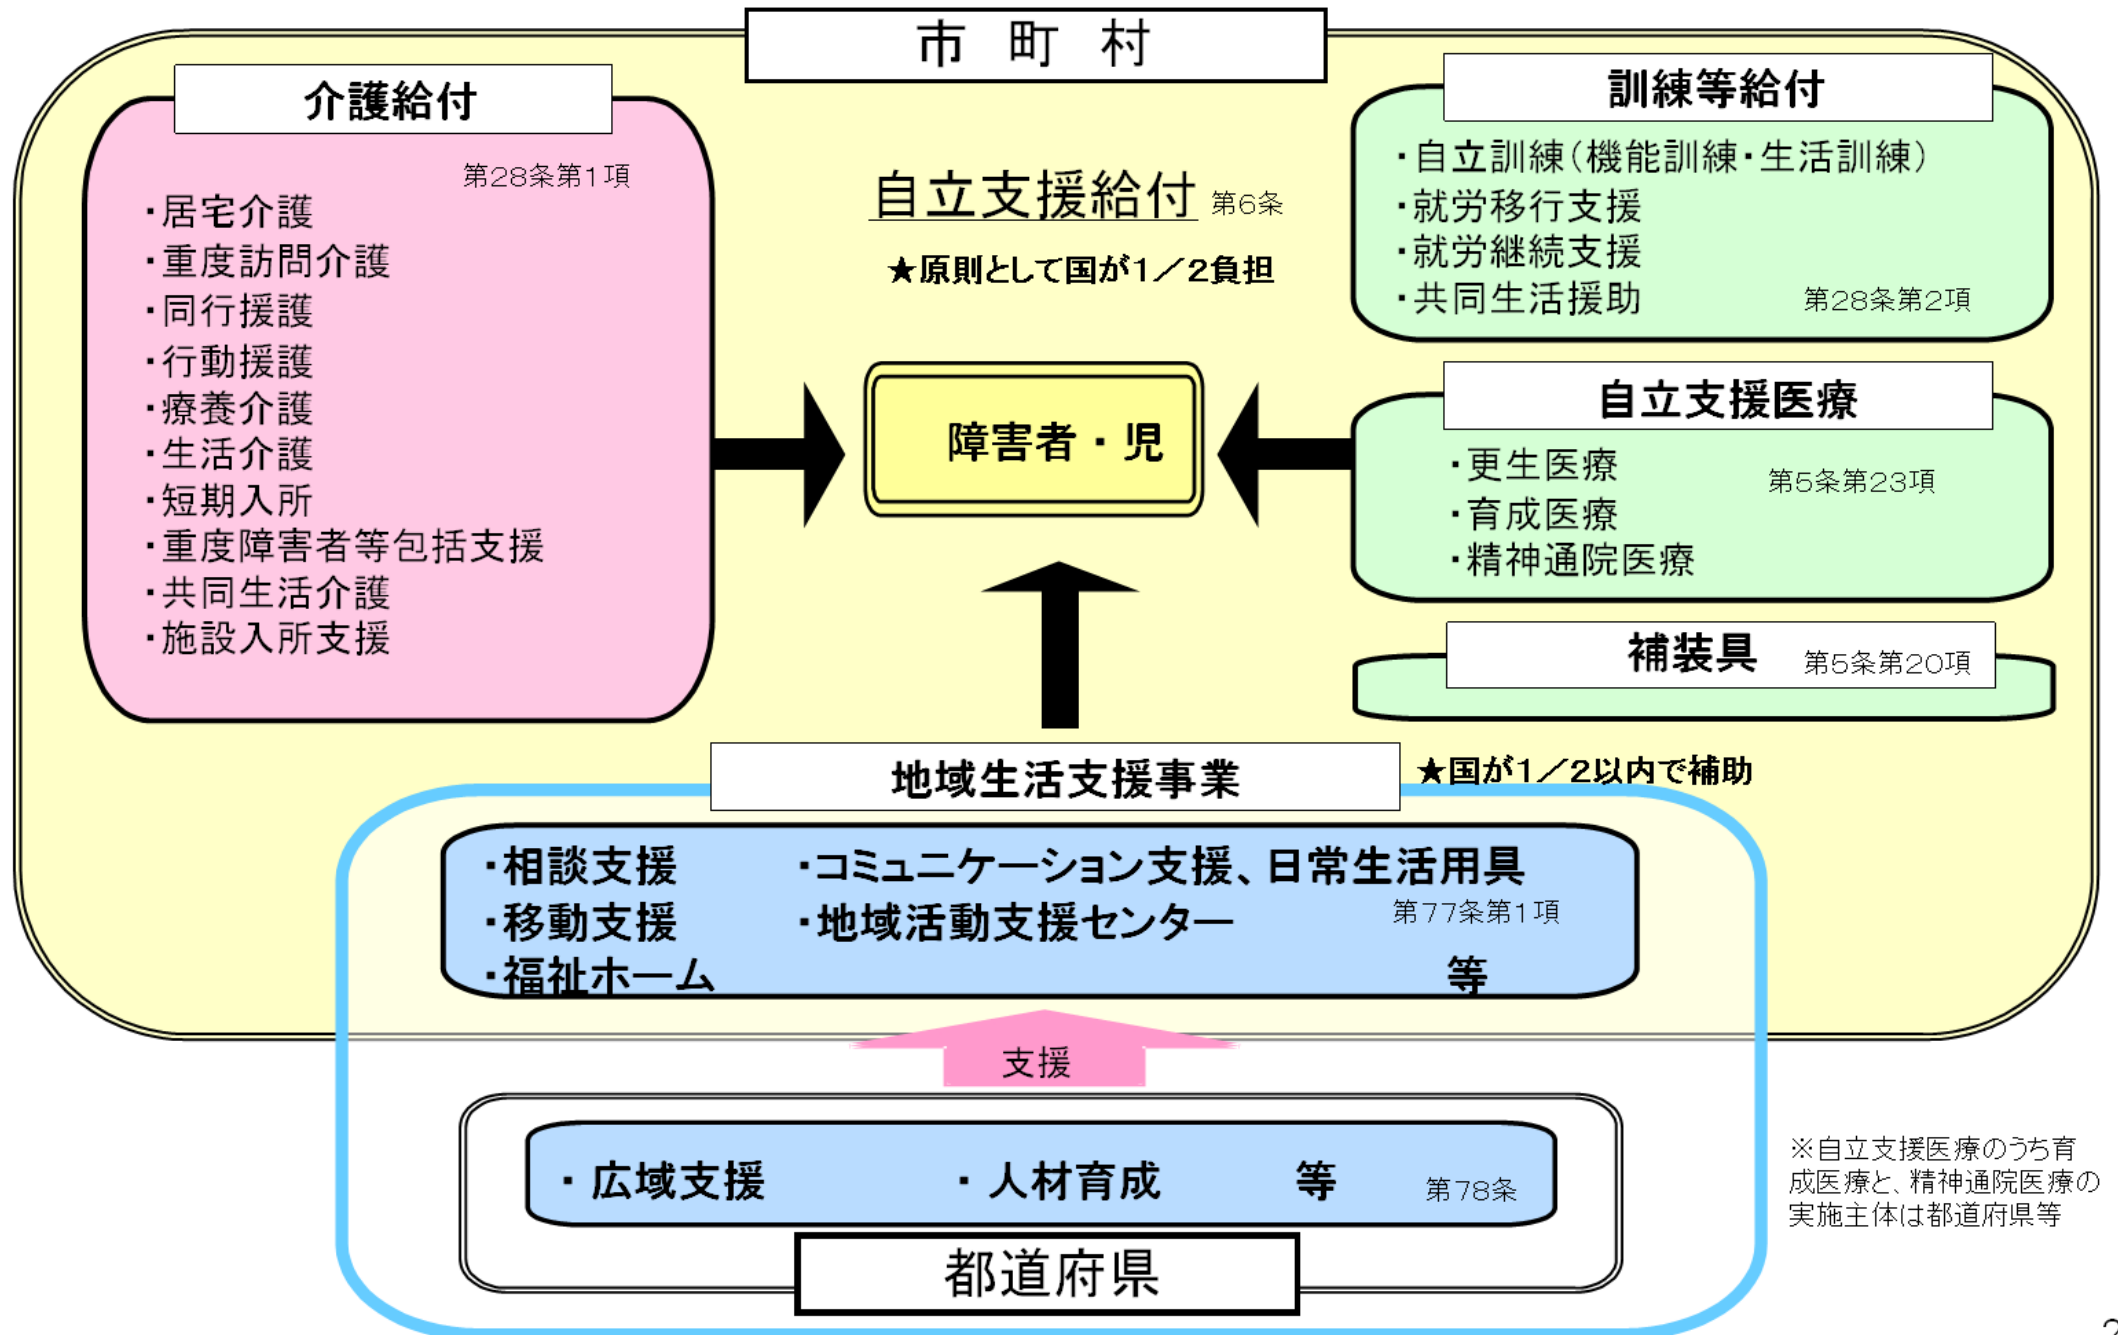 市 町 村
介護給付
第28条第1項
・居宅介護
・重度訪問介護
・同行援護
・行動援護
・療養介護
・生活介護
・短期入所
・重度障害者等包括支援
・共同生活介護
・施設入所支援
自立支援給付 第6条
★原則として国が1／2負担
障害者・児
訓練等給付
・自立訓練（機能訓練・生活訓練）
・就労移行支援
・就労継続支援
・共同生活援助 第28条第2項
自立支援医療
・更生医療 第5条第23項
・育成医療
・精神通院医療
補装具 第5条第20項
地域生活支援事業 ★国が1／2以内で補助
・相談支援 ・コミュニケーション支援、日常生活用具
・移動支援 ・地域活動支援センター 第77条第1項
・福祉ホーム 等
支援
・広域支援 ・人材育成 等 第78条
都道府県
※自立支援医療のうち育
成医療と、精神通院医療の
実施主体は都道府県等